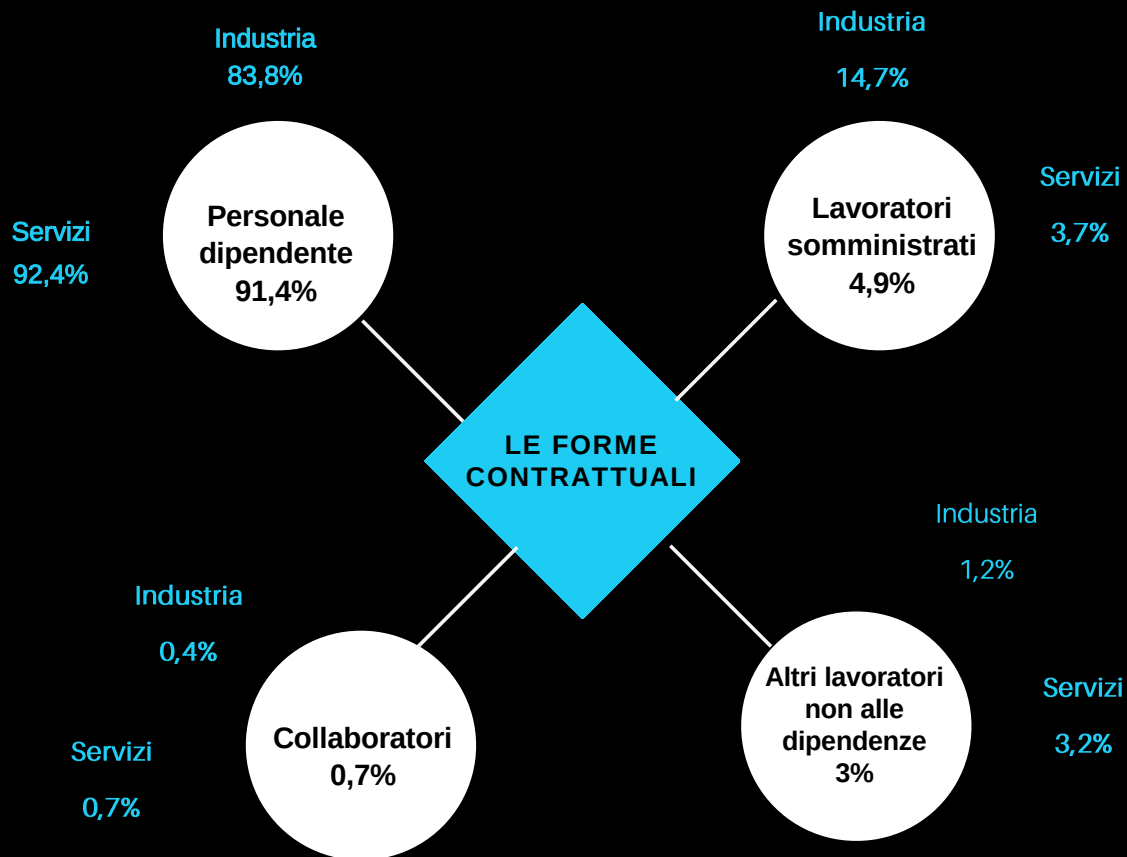 Industria
83,8%
Servizi
92,4%
Personale
dipendente
91,4%
Industria
14,7%
Servizi
3,7%
Lavoratori
somministrati
4,9%
LE FORME
CONTRATTUALI
Industria
0,4%
Servizi
0,7%
Collaboratori
0,7%
Industria
1,2%
Servizi
3,2%
Altri lavoratori
non alle
dipendenze
3%